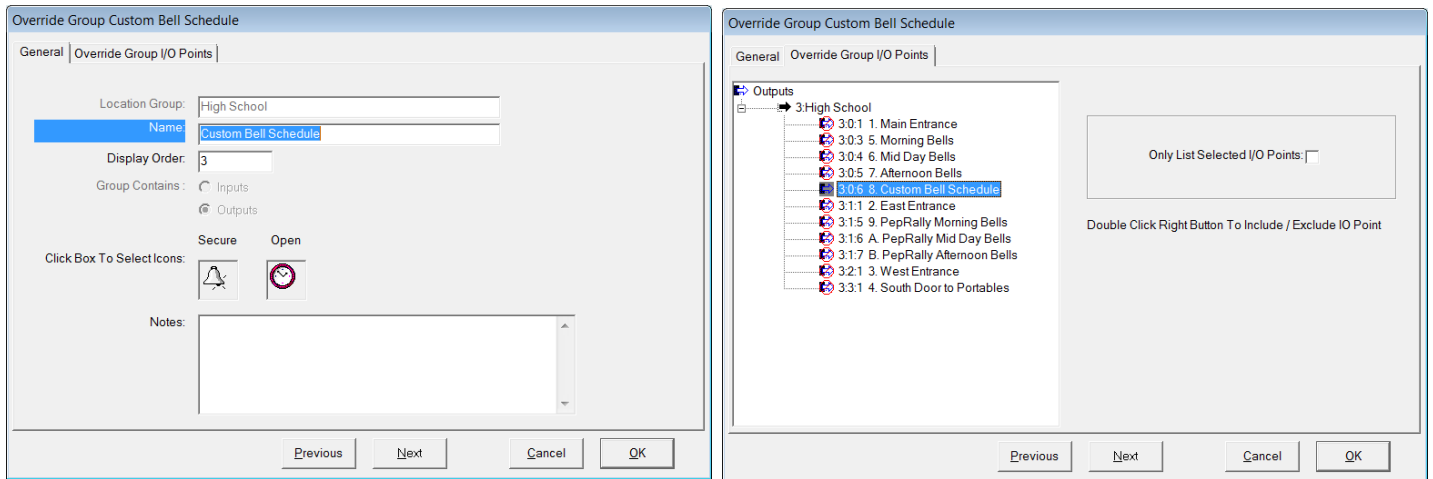 Override Group Custom Bell Schedule
General
Override Group I/O Points
Location Group:
High School
Name:
Custom Bell Schedule
Display Order:
3
Group Contains :
Inputs
Outputs
Secure
Open
Click Box To Select Icons:
Notes:
Previous
Next
Cancel
OK
Override Group Custom Bell Schedule
General
Override Group I/O Points
Outputs
3:High School
3:0:1 1. Main Entrance
3:0:3 5. Morning Bells
3:0:4 6. Mid Day Bells
3:0:5 7. Afternoon Bells
3:0:6 8. Custom Bell Schedule
3:1:1 2. East Entrance
3:1:5 9. PepRally Morning Bells
3:1:6 A. PepRally Mid Day Bells
3:1:7 B. PepRally Afternoon Bells
3:2:1 3. West Entrance
3:3:1 4. South Door to Portables
Only List Selected I/O Points:
Double Click Right Button To Include / Exclude IO Point
Previous
Next
Cancel
OK